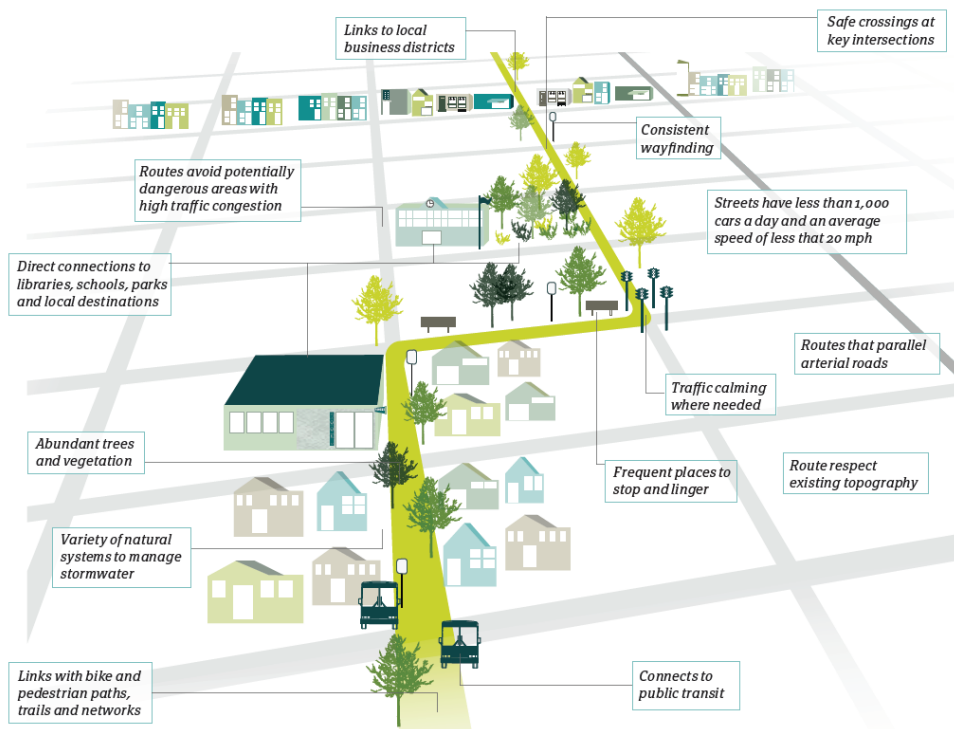 Links to local
business districts
Safe crossings at
key intersections
Consistent
wayfinding
Routes avoid potentially
dangerous areas with
high traffic congestion
Streets have less than 1,000
cars a day and an average
speed of less that 20 mph
Direct connections to
libraries, schools, parks
and local destinations
Routes that parallel
arterial roads
Traffic calming
where needed
Abundant trees
and vegetation
Frequent places to
stop and linger
Route respect
existing topography
Variety of natural
systems to manage
stormwater
Links with bike and
pedestrian paths,
trails and networks
Connects to
public transit